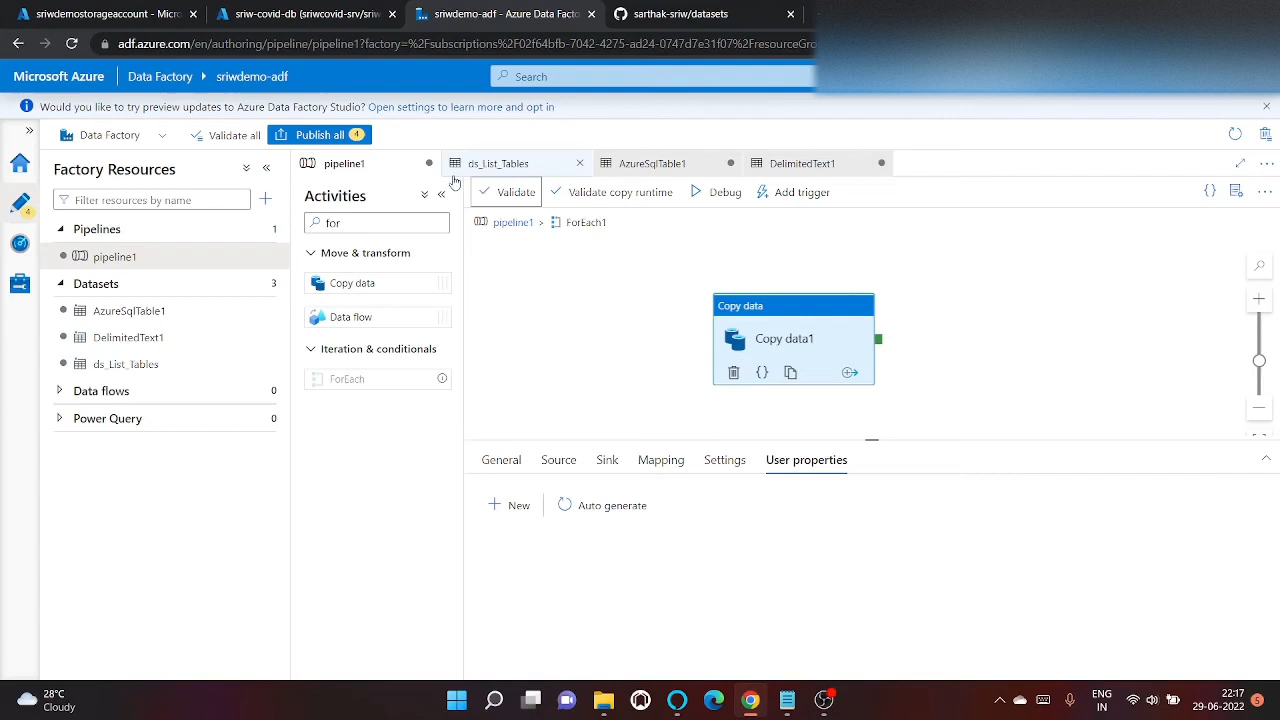 sriwdemostorageaccount - Micros
sriw-covid-db (sriwcovid-srv/sriw
sriwdemo-adf - Azure Data Facto
sarthak-sriw/datasets
adf.azure.com/en/authoring/pipeline/pipeline1?factory=%2Fsubscriptions%2F02f64bfb-7042-4275-ad24-0747d7e31f07%2FresourceGro
Microsoft Azure
Data Factory
sriwdemo-adf
Search
Would you like to try preview updates to Azure Data Factory Studio? Open settings to learn more and opt in
Data Factory
Validate all
Publish all 4
Factory Resources
Filter resources by name
Pipelines 1
pipeline1
Datasets 3
AzureSqlTable1
DelimitedText1
ds_List_Tables
Data flows 0
Power Query 0
pipeline1
ds_List_Tables
AzureSqlTable1
DelimitedText1
Activities
for
Move & transform
Copy data
Data flow
Iteration & conditionals
ForEach
Validate
Validate copy runtime
Debug
Add trigger
pipeline1 > ForEach1
Copy data
Copy data1
General Source Sink Mapping Settings User properties
New
Auto generate
28°C
Cloudy
ENG
IN
22:17
29-06-2022
5